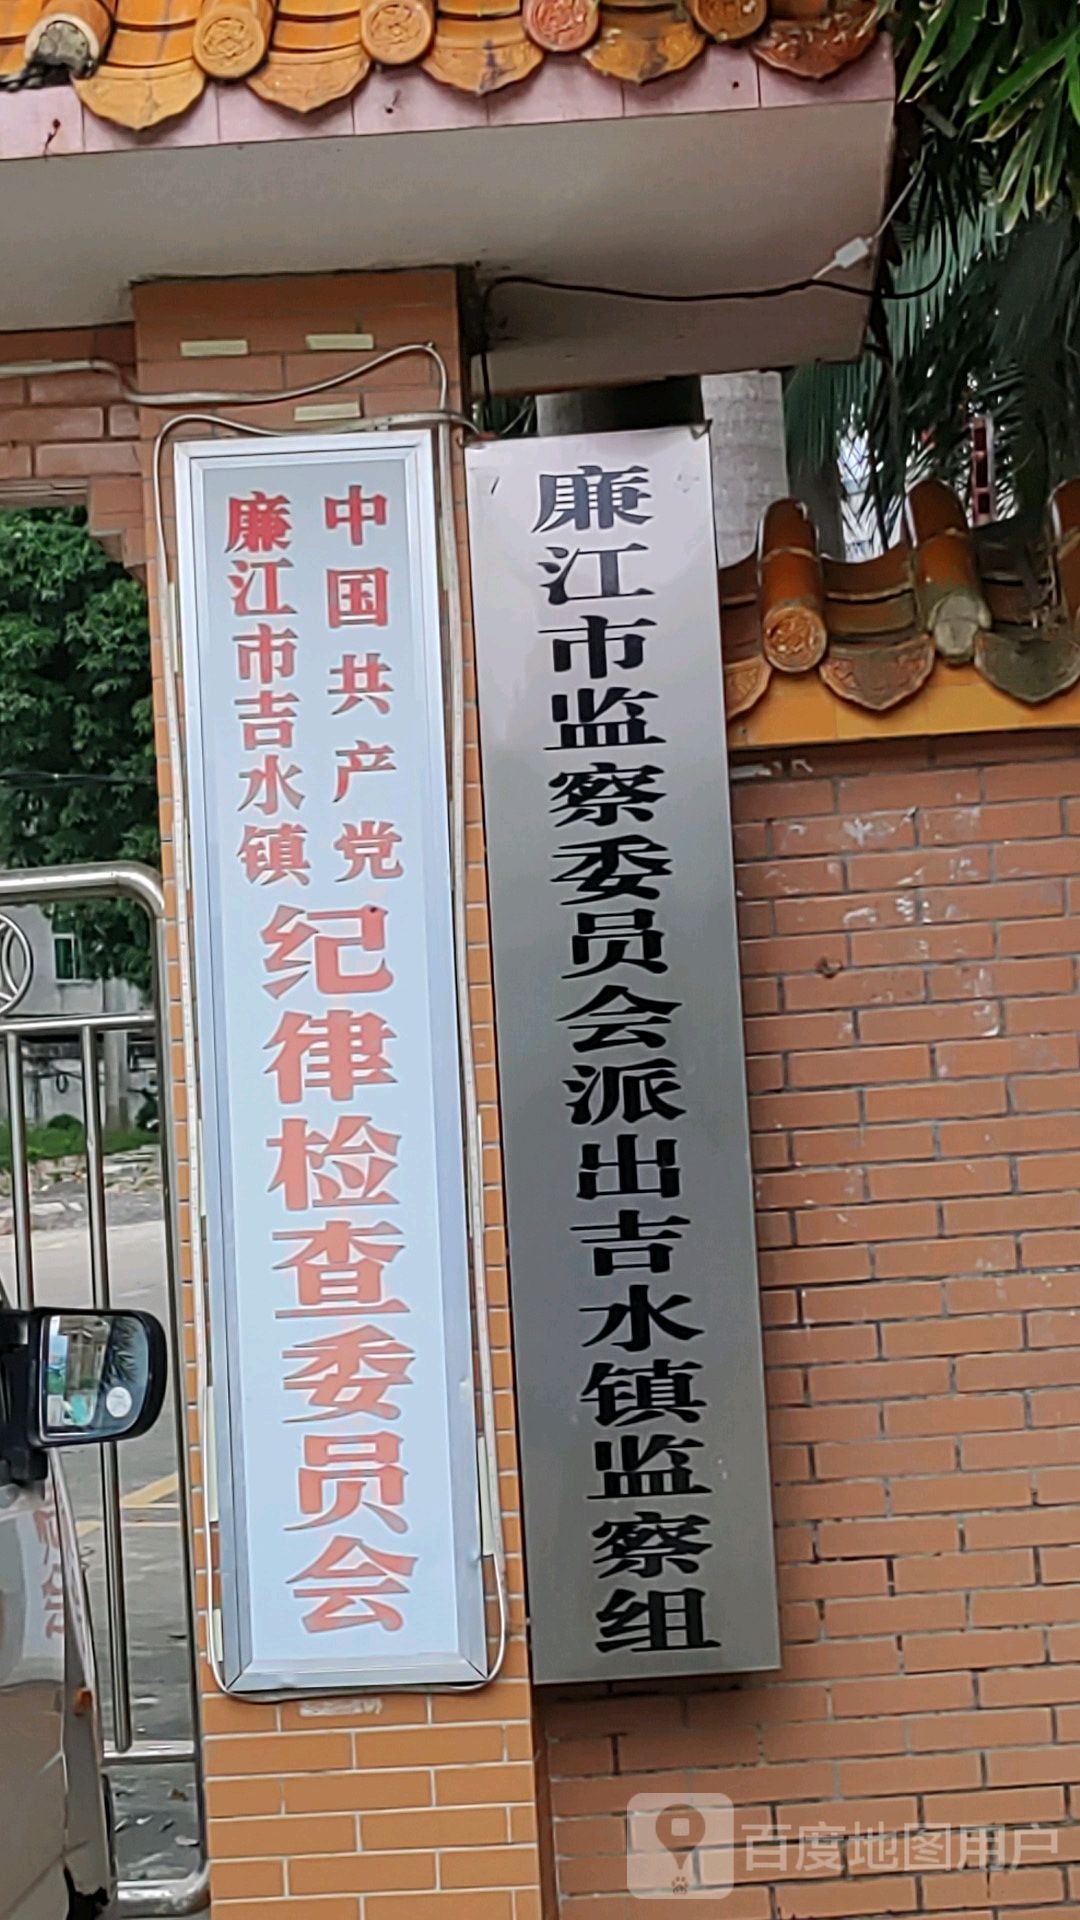 中国共产党
廉江市吉水镇
纪律检查委员会
廉江市监察委员会派出吉水镇监察组
百度地图用户